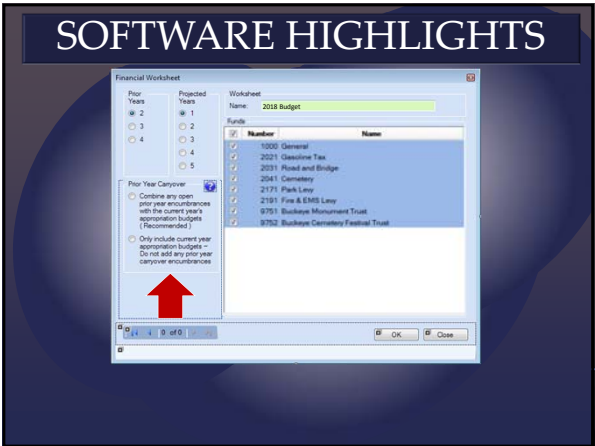 SOFTWARE HIGHLIGHTS
Financial Worksheet
Prior Years
2
3
4
Projected Years
1
2
3
4
5
Worksheet
Name: 2018 Budget
Funds
Number Name
1000 General
2021 Gasoline Tax
2031 Road and Bridge
2041 Cemetery
2171 Park Levy
2191 Fire & EMS Levy
9751 Buckeye Monument Trust
9752 Buckeye Cemetery Festival Trust
Prior Year Carryover
Combine any open
prior year encumbrances
with the current year's
appropriation budgets
( Recommended )
Only include current year
appropriation budgets –
Do not add any prior year
carryover encumbrances
0 of 0
OK Close